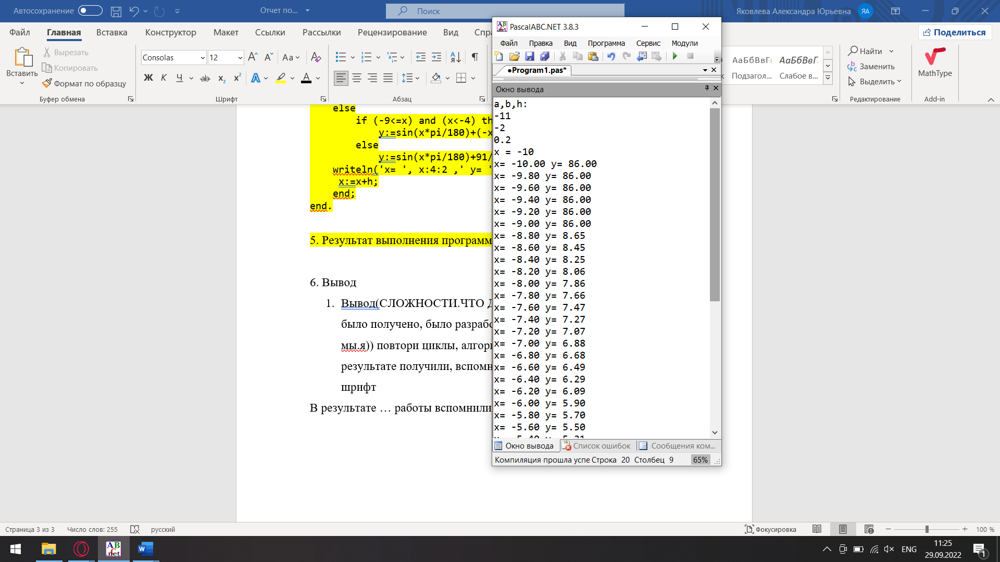 Автосохранение
Отчет по...
Поиск
Яковлева Александра Юрьевна
ЯА
Файл
Главная
Вставка
Конструктор
Макет
Ссылки
Рассылки
Рецензирование
Вид
Спра
Поделиться
Вставить
Вырезать
Копировать
Формат по образцу
Буфер обмена
Consolas
12
Ж К Ч
Шрифт
Абзац
АаБбВвГг
Подзагол...
АаБбВвГ.
Слабое в...
Найти
Заменить
Выделить
Редактирование
MathType
Add-in
else
if (-9<=x) and (x<-4) th
y:=sin(x*pi/180)+(-x
else
y:=sin(x*pi/180)+91/
writeln('x= ', x:4:2 ,' y= '
x:=x+h;
end;
end.
5. Результат выполнения программ
6. Вывод
1. Вывод(СЛОЖНОСТИ.ЧТО Д
было получено, было разрабо
мы.я)) повтори циклы, алгори
результате получили, вспомн
шрифт
В результате … работы вспомнили
PascalABC.NET 3.8.3
Файл Правка Вид Программа Сервис Модули
●Program1.pas*
Окно вывода
a,b,h:
-11
-2
0.2
x = -10
x= -10.00 y= 86.00
x= -9.80 y= 86.00
x= -9.60 y= 86.00
x= -9.40 y= 86.00
x= -9.20 y= 86.00
x= -9.00 y= 86.00
x= -8.80 y= 8.65
x= -8.60 y= 8.45
x= -8.40 y= 8.25
x= -8.20 y= 8.06
x= -8.00 y= 7.86
x= -7.80 y= 7.66
x= -7.60 y= 7.47
x= -7.40 y= 7.27
x= -7.20 y= 7.07
x= -7.00 y= 6.88
x= -6.80 y= 6.68
x= -6.60 y= 6.49
x= -6.40 y= 6.29
x= -6.20 y= 6.09
x= -6.00 y= 5.90
x= -5.80 y= 5.70
x= -5.60 y= 5.50
x= -5.40 y= 5.31
Окно вывода
Список ошибок
Сообщения ком...
Компиляция прошла успе Строка 20 Столбец 9
65%
Страница 3 из 3
Число слов: 255
русский
Фокусировка
100 %
ENG
11:25
29.09.2022
1